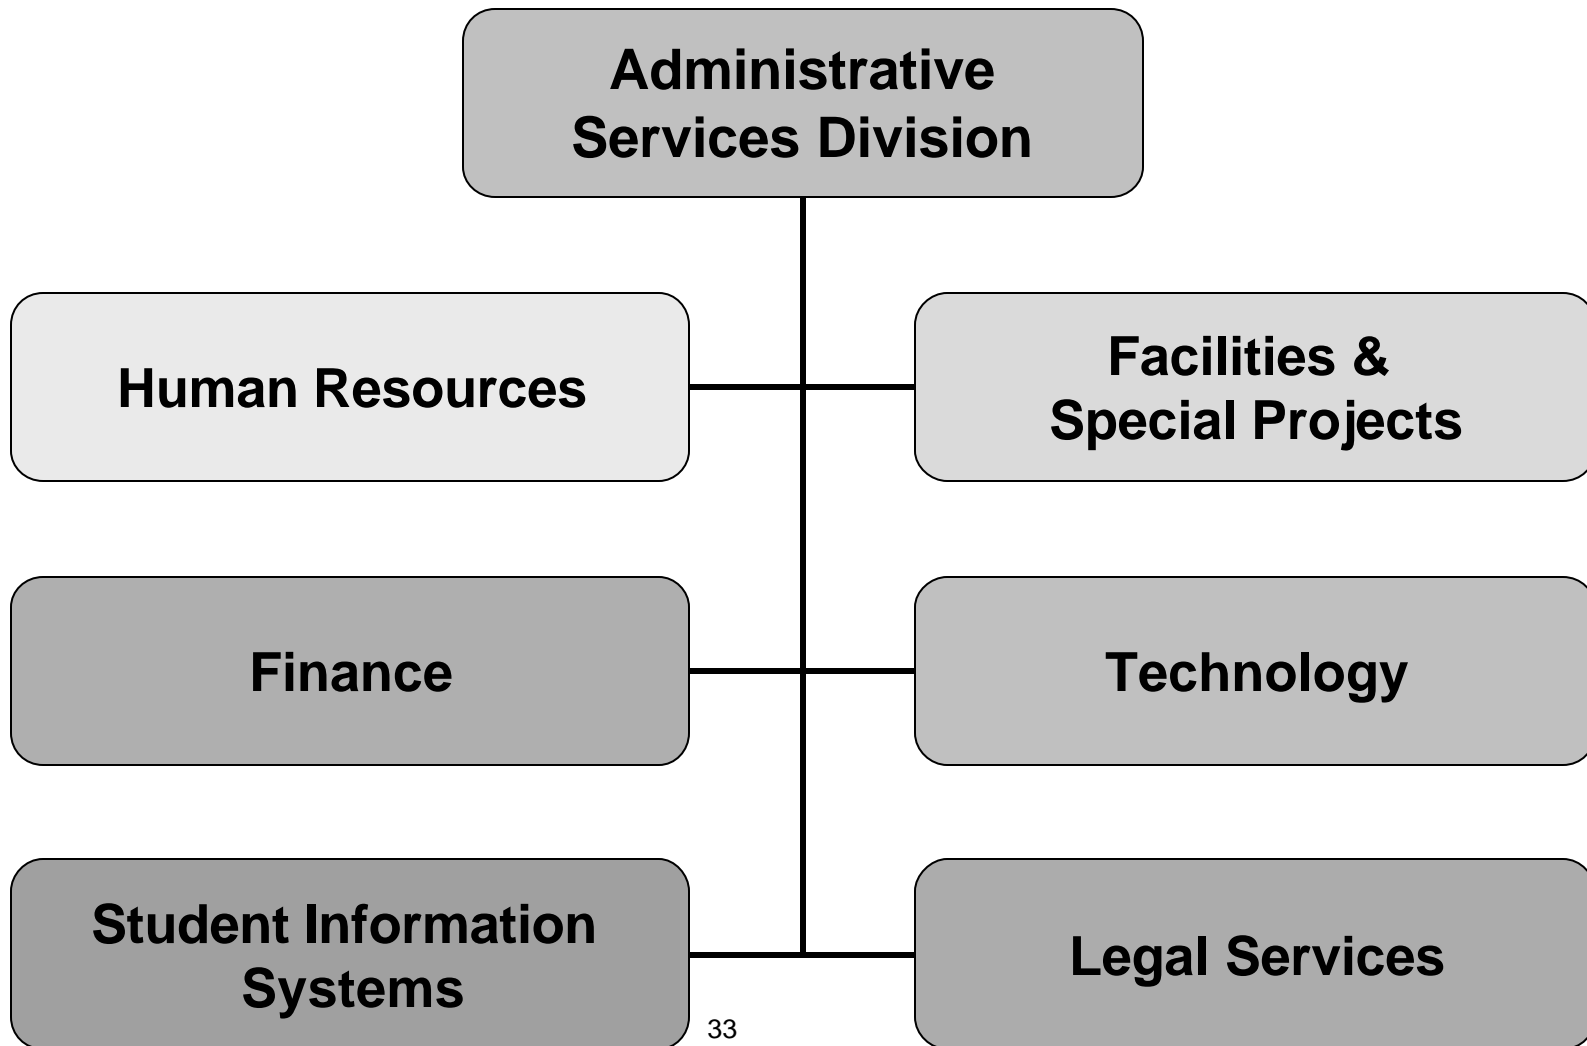 Administrative
Services Division
Human Resources
Facilities &
Special Projects
Finance
Technology
Student Information
Systems
Legal Services
33